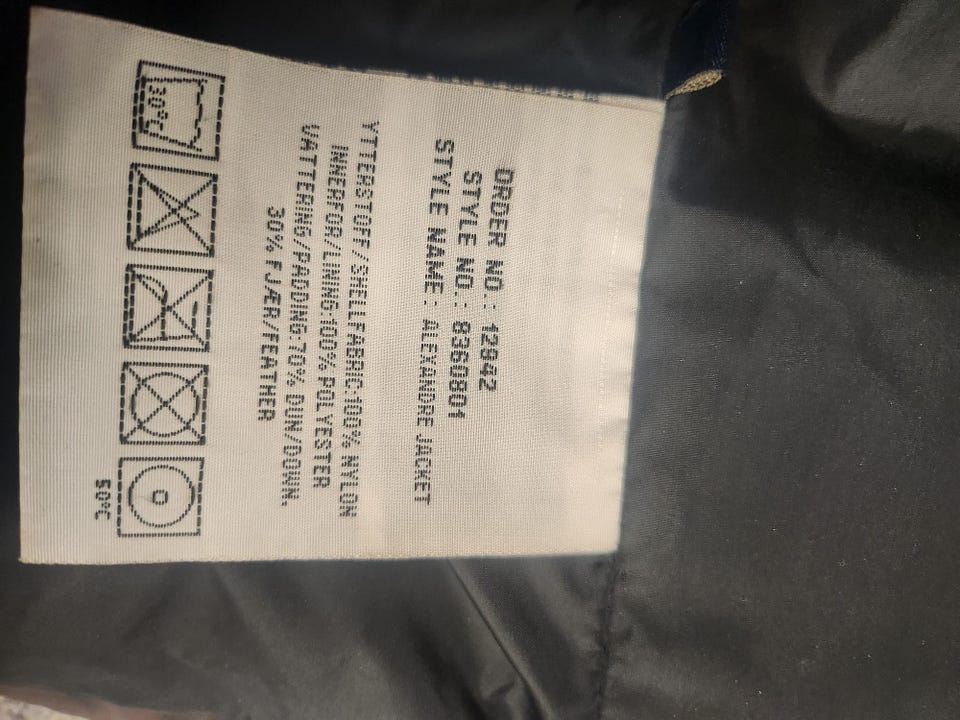 ORDER NO.: 12942
STYLE NO.: 8360801
STYLE NAME: ALEXANDRE JACKET
YTTERSTOFF/SHELLFABRIC:100% NYLON
INNERFOR/LINING:100% POLYESTER
VATTERING/PADDING:70% DUN/DOWN.
30% FJÆR/FEATHER
30°C
50°C